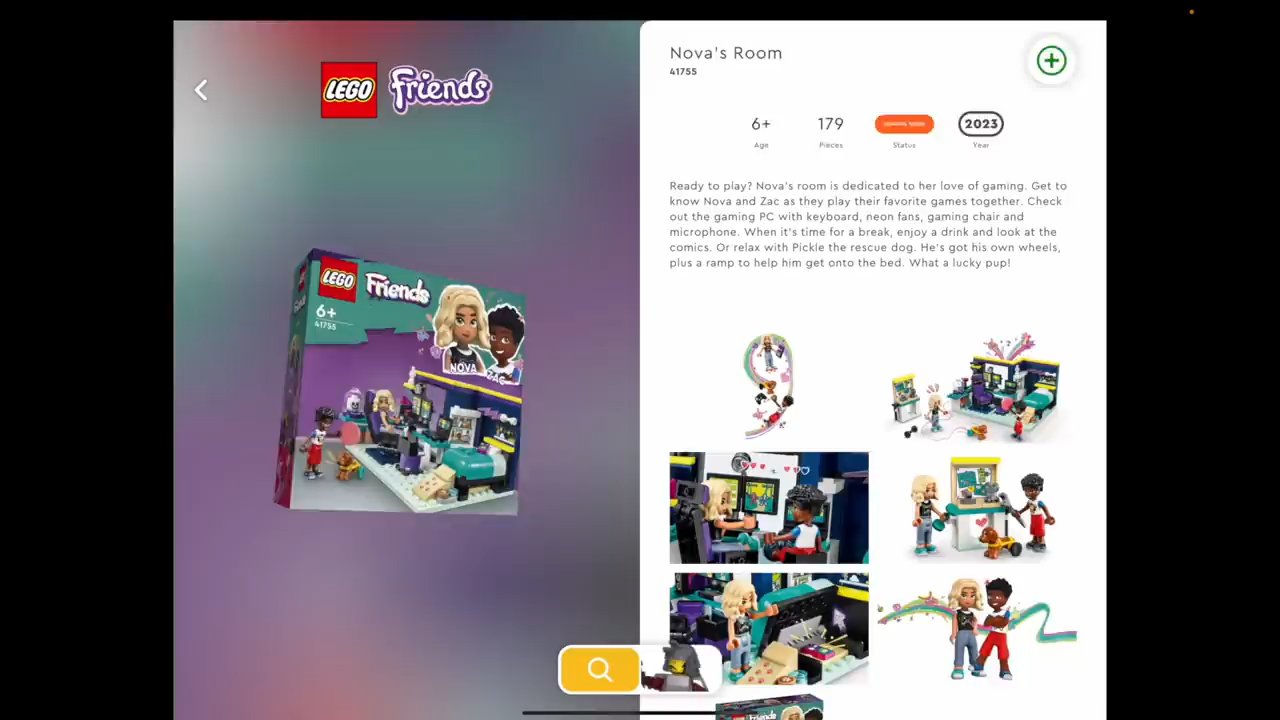 LEGO Friends
Nova's Room
41755
6+
179
2023
Age
Pieces
Status
Year
Ready to play? Nova's room is dedicated to her love of gaming. Get to
know Nova and Zac as they play their favorite games together. Check
out the gaming PC with keyboard, neon fans, gaming chair and
microphone. When it's time for a break, enjoy a drink and look at the
comics. Or relax with Pickle the rescue dog. He's got his own wheels,
plus a ramp to help him get onto the bed. What a lucky pup!
LEGO Friends
6+
41755
NOVA
ZAC
LEGO Friends